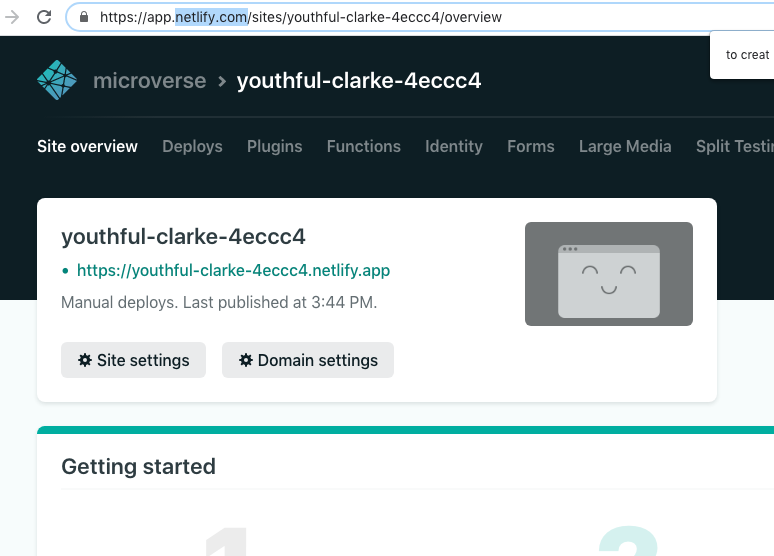 https://app.netlify.com/sites/youthful-clarke-4eccc4/overview
to creat
microverse › youthful-clarke-4eccc4
Site overview Deploys Plugins Functions Identity Forms Large Media Split Testin
youthful-clarke-4eccc4
• https://youthful-clarke-4eccc4.netlify.app
Manual deploys. Last published at 3:44 PM.
Site settings Domain settings
Getting started
1 2